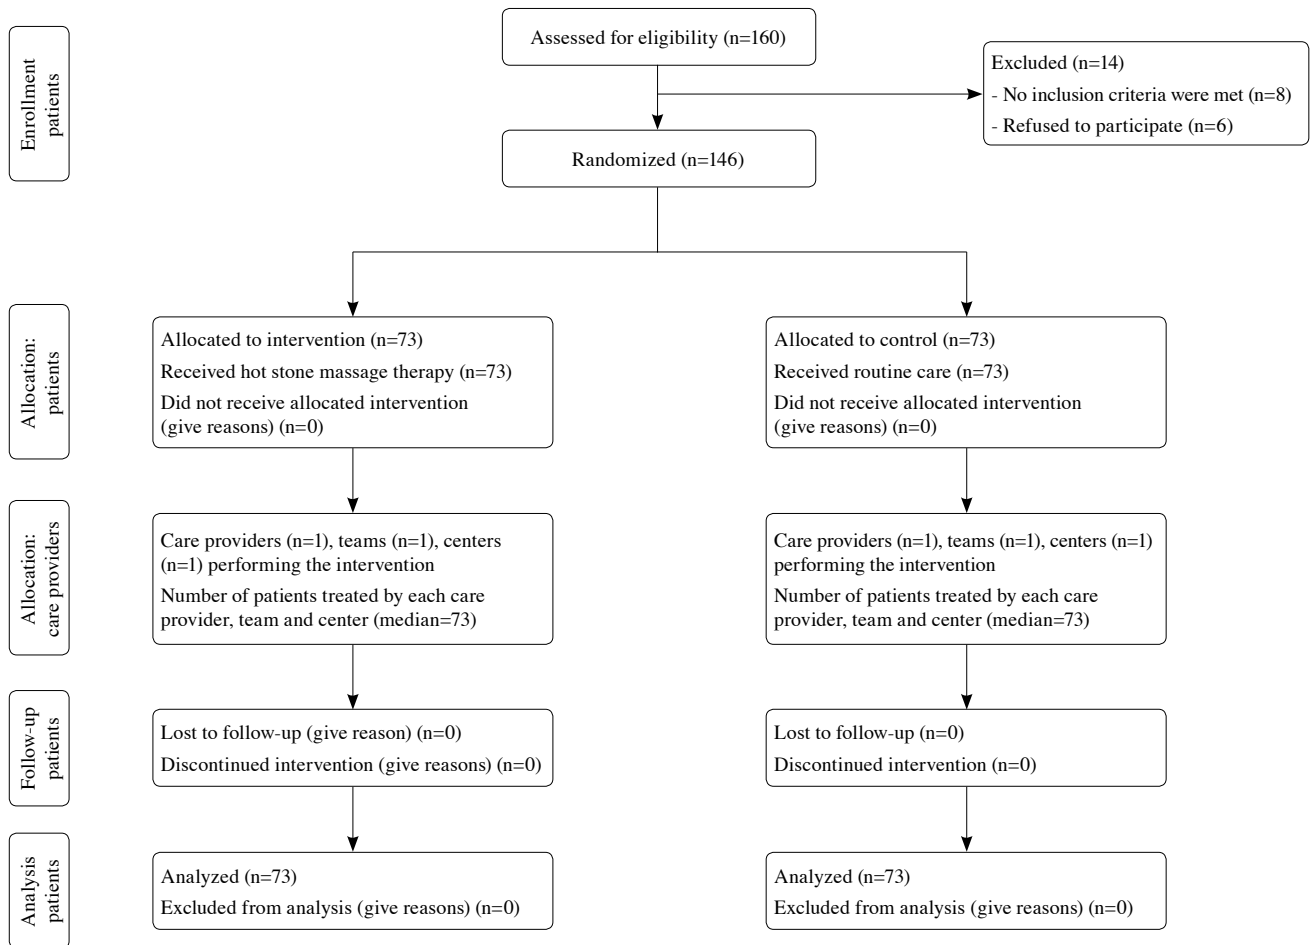 Enrollment
patients
Assessed for eligibility (n=160)
Excluded (n=14)
- No inclusion criteria were met (n=8)
- Refused to participate (n=6)
Randomized (n=146)
Allocation:
patients
Allocated to intervention (n=73)
Received hot stone massage therapy (n=73)
Did not receive allocated intervention
(give reasons) (n=0)
Allocated to control (n=73)
Received routine care (n=73)
Did not receive allocated intervention
(give reasons) (n=0)
Allocation:
care providers
Care providers (n=1), teams (n=1), centers
(n=1) performing the intervention
Number of patients treated by each care
provider, team and center (median=73)
Care providers (n=1), teams (n=1), centers (n=1)
performing the intervention
Number of patients treated by each care
provider, team and center (median=73)
Follow-up
patients
Lost to follow-up (give reason) (n=0)
Discontinued intervention (give reasons) (n=0)
Lost to follow-up (n=0)
Discontinued intervention (n=0)
Analysis
patients
Analyzed (n=73)
Excluded from analysis (give reasons) (n=0)
Analyzed (n=73)
Excluded from analysis (give reasons) (n=0)